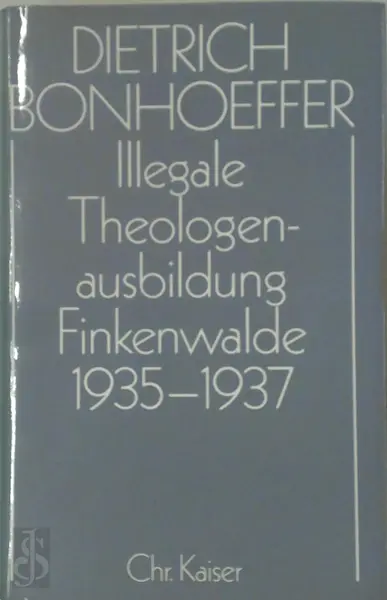 DIETRICH
BONHOEFFER
Illegale
Theologen-
ausbildung
Finkenwalde
1935–1937
Chr. Kaiser